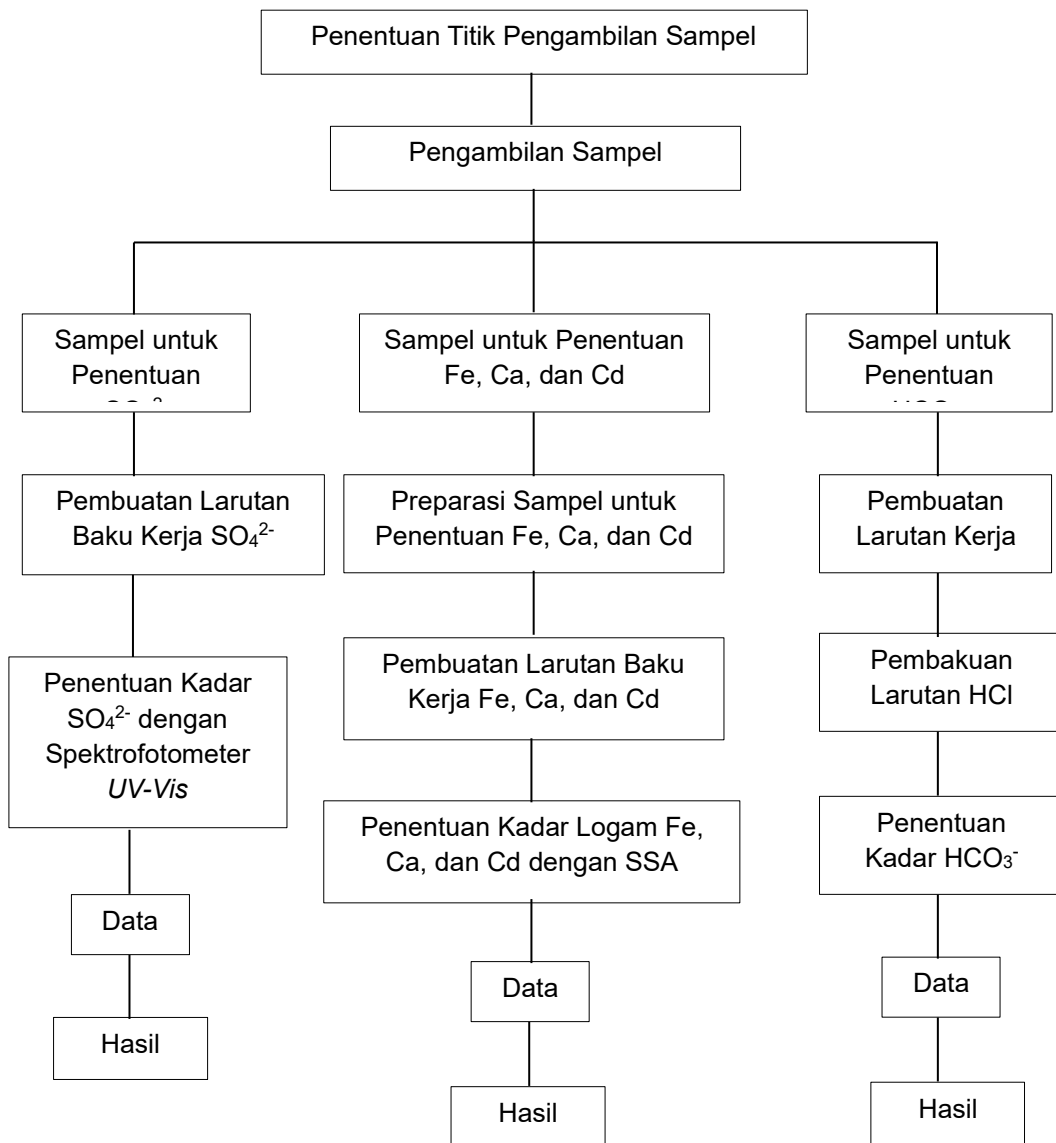 Penentuan Titik Pengambilan Sampel
Pengambilan Sampel
Sampel untuk
Penentuan
Sampel untuk Penentuan
Fe, Ca, dan Cd
Sampel untuk
Penentuan
Pembuatan Larutan
Baku Kerja SO₄²⁻
Preparasi Sampel untuk
Penentuan Fe, Ca, dan Cd
Pembuatan
Larutan Kerja
Penentuan Kadar
SO₄²⁻ dengan
Spektrofotometer
UV-Vis
Pembuatan Larutan Baku
Kerja Fe, Ca, dan Cd
Pembakuan
Larutan HCl
Penentuan Kadar Logam Fe,
Ca, dan Cd dengan SSA
Penentuan
Kadar HCO₃⁻
Data
Data
Data
Hasil
Hasil
Hasil